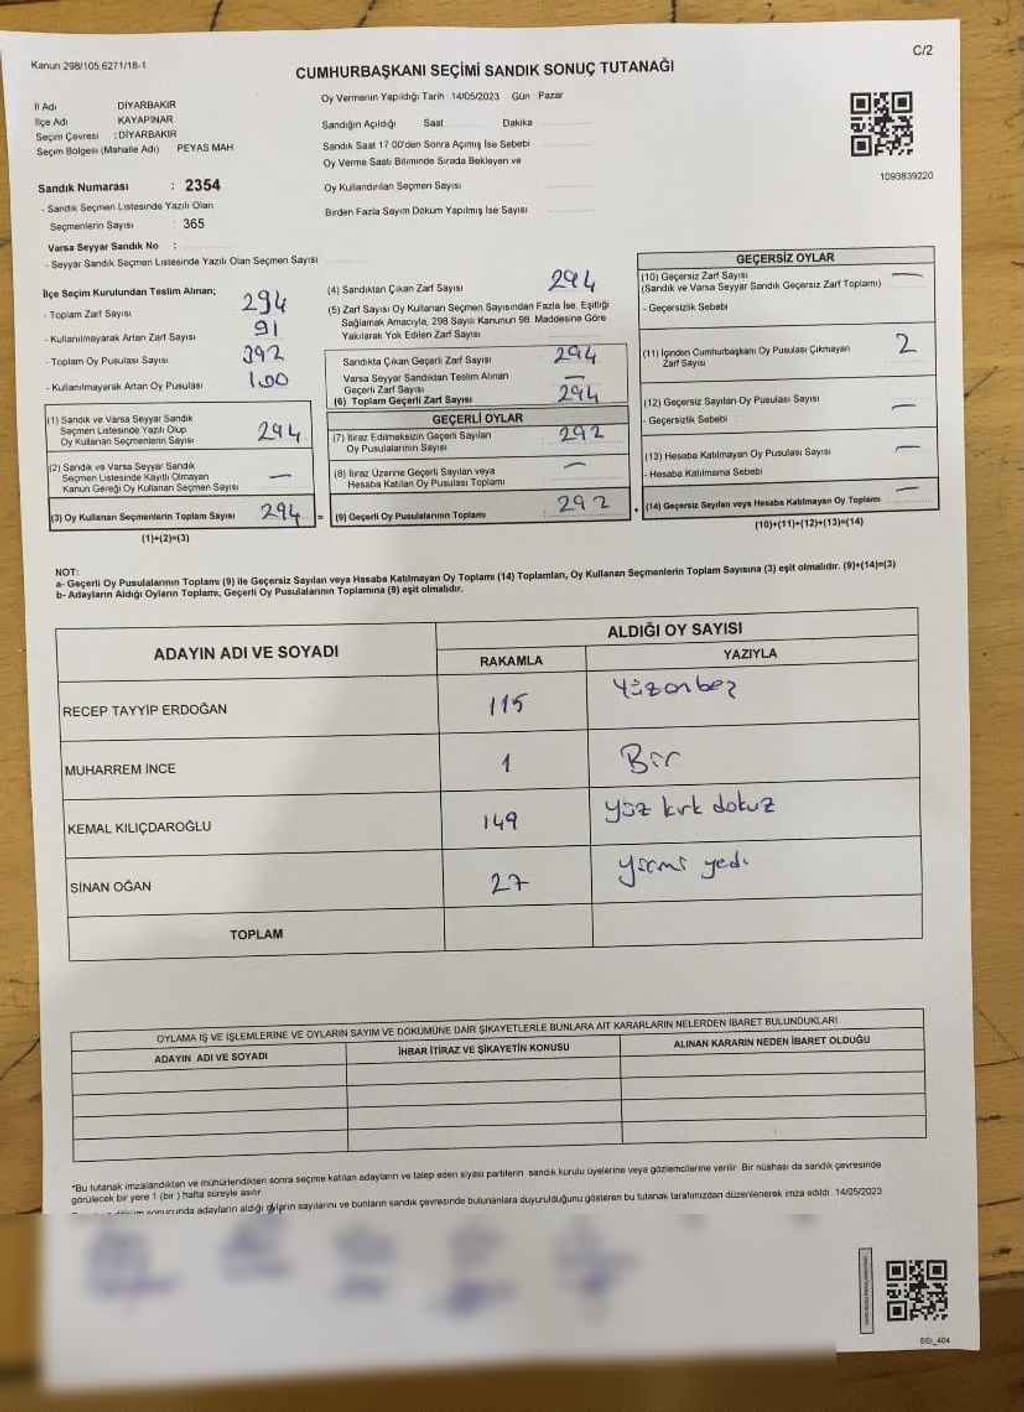 Kanun 298/105 6271/18-1
C/2
CUMHURBAŞKANI SEÇİMİ SANDIK SONUÇ TUTANAĞI
Oy Vermenin Yapıldığı Tarih 14/05/2023 Gün Pazar
İl Adı DİYARBAKIR
İlçe Adı KAYAPINAR
Seçim Çevresi : DİYARBAKIR
Seçim Bölgesi (Mahalle Adı) PEYAS MAH
Sandık Numarası : 2354
- Sandık Seçmen Listesinde Yazılı Olan
Seçmenlerin Sayısı : 365
Varsa Seyyar Sandık No :
- Seyyar Sandık Seçmen Listesinde Yazılı Olan Seçmen Sayısı
Sandığın Açıldığı Saat Dakika
Sandık Saat 17 00'den Sonra Açımış İse Sebebi
Oy Verme Saati Bitiminde Sırada Bekleyen ve
Oy Kullandırılan Seçmen Sayısı
Birden Fazla Sayım Döküm Yapılmış İse Sayısı
1093839220
İlçe Seçim Kurulundan Teslim Alınan;
- Toplam Zarf Sayısı 294
- Kullanılmayarak Artan Zarf Sayısı 91
- Toplam Oy Pusulası Sayısı 392
- Kullanılmayarak Artan Oy Pusulası 100
(1) Sandık ve Varsa Seyyar Sandık
Seçmen Listesinde Yazılı Olup
Oy Kullanan Seçmenlerin Sayısı 294
(2) Sandık ve Varsa Seyyar Sandık
Seçmen Listesinde Kayıtlı Olmayan
Kanun Gereği Oy Kullanan Seçmen Sayısı —
(3) Oy Kullanan Seçmenlerin Toplam Sayısı 294 =
(1)+(2)=(3)
(4) Sandıktan Çıkan Zarf Sayısı 294
(5) Zarf Sayısı Oy Kullanan Seçmen Sayısından Fazla İse, Eşitliği
Sağlamak Amacıyla, 298 Sayılı Kanunun 98. Maddesine Göre
Yakılarak Yok Edilen Zarf Sayısı
Sandıkta Çıkan Geçerli Zarf Sayısı 294
Varsa Seyyar Sandıktan Teslim Alınan
Geçerli Zarf Sayısı —
(6) Toplam Geçerli Zarf Sayısı 294
GEÇERLİ OYLAR
(7) İtiraz Edilmeksizin Geçerli Sayılan
Oy Pusulalarının Sayısı 292
(8) İtiraz Üzerine Geçerli Sayılan veya
Hesaba Katılan Oy Pusulası Toplamı —
(9) Geçerli Oy Pusulalarının Toplamı 292 +
GEÇERSİZ OYLAR
(10) Geçersiz Zarf Sayısı —
(Sandık ve Varsa Seyyar Sandık Geçersiz Zarf Toplamı)
- Geçersizlik Sebebi
(11) İçinden Cumhurbaşkanı Oy Pusulası Çıkmayan
Zarf Sayısı 2
(12) Geçersiz Sayılan Oy Pusulası Sayısı —
- Geçersizlik Sebebi
(13) Hesaba Katılmayan Oy Pusulası Sayısı —
- Hesaba Katılmama Sebebi
(14) Geçersiz Sayılan veya Hesaba Katılmayan Oy Toplamı —
(10)+(11)+(12)+(13)=(14)
NOT:
a- Geçerli Oy Pusulalarının Toplamı (9) ile Geçersiz Sayılan veya Hesaba Katılmayan Oy Toplamı (14) Toplamları, Oy Kullanan Seçmenlerin Toplam Sayısına (3) eşit olmalıdır. (9)+(14)=(3)
b- Adayların Aldığı Oyların Toplamı, Geçerli Oy Pusulalarının Toplamına (9) eşit olmalıdır.
ADAYIN ADI VE SOYADI
ALDIĞI OY SAYISI
RAKAMLA YAZIYLA
RECEP TAYYİP ERDOĞAN 115 Yüzonbeş
MUHARREM İNCE 1 Bir
KEMAL KILIÇDAROĞLU 149 yüz kırk dokuz
SİNAN OĞAN 27 yirmi yedi
TOPLAM
OYLAMA İŞ VE İŞLEMLERİNE VE OYLARIN SAYIM VE DÖKÜMÜNE DAİR ŞİKAYETLERLE BUNLARA AİT KARARLARIN NELERDEN İBARET BULUNDUKLARI
ADAYIN ADI VE SOYADI İHBAR İTİRAZ VE ŞİKAYETİN KONUSU ALINAN KARARIN NEDEN İBARET OLDUĞU
*Bu tutanak imzalandıktan ve mühürlendikten sonra seçime katılan adayların ve talep eden siyasi partilerin sandık kurulu üyelerine veya gözlemcilerine verilir. Bir nüshası da sandık çevresinde
görülecek bir yere 1 (bir) hafta süreyle asılır.
sonucunda adayların aldığı oyların sayılarını ve bunların sandık çevresinde bulunanlara duyurulduğunu gösteren bu tutanak tarafımızdan düzenlenerek imza edildi. 14/05/2023